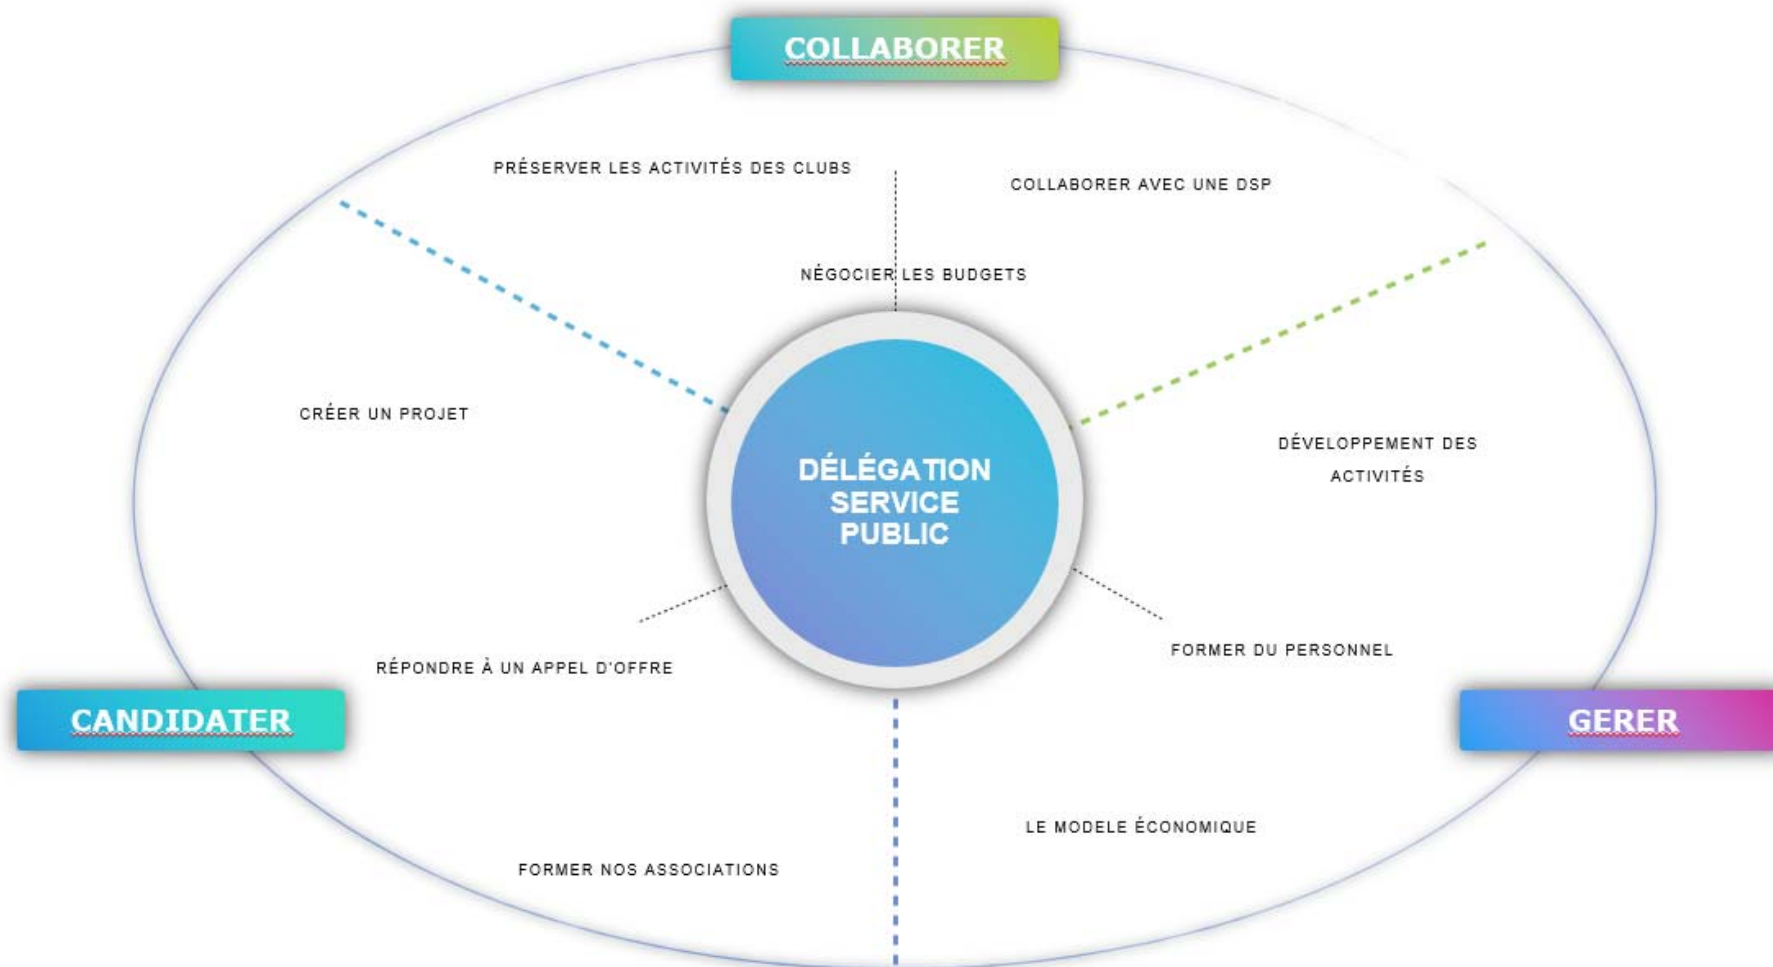 COLLABORER
PRÉSERVER LES ACTIVITÉS DES CLUBS
COLLABORER AVEC UNE DSP
NÉGOCIER LES BUDGETS
CRÉER UN PROJET
DÉVELOPPEMENT DES
ACTIVITÉS
DÉLÉGATION
SERVICE
PUBLIC
RÉPONDRE À UN APPEL D'OFFRE
FORMER DU PERSONNEL
CANDIDATER
GERER
LE MODELE ÉCONOMIQUE
FORMER NOS ASSOCIATIONS